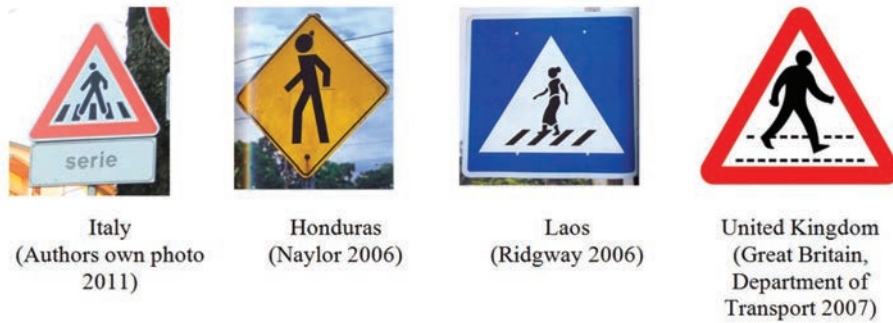 serie
Italy
(Authors own photo
2011)
Honduras
(Naylor 2006)
Laos
(Ridgway 2006)
United Kingdom
(Great Britain,
Department of
Transport 2007)